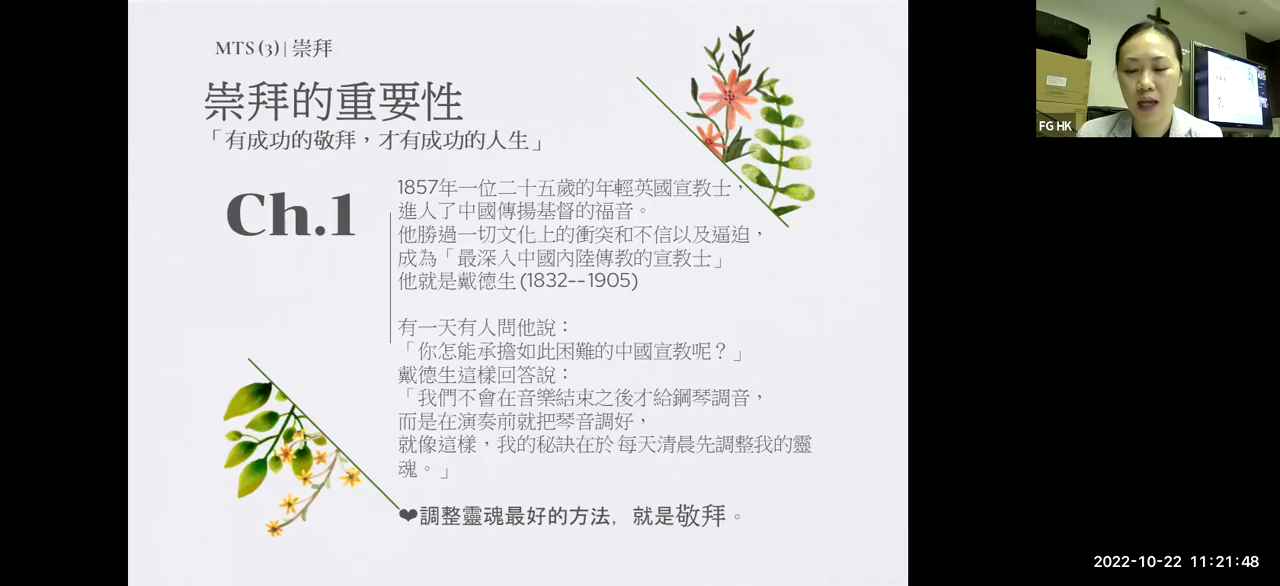 MTS (3) | 崇拜
崇拜的重要性
「有成功的敬拜，才有成功的人生」
Ch.1
1857年一位二十五歲的年輕英國宣教士，
進入了中國傳揚基督的福音。
他勝過一切文化上的衝突和不信以及逼迫，
成為「最深入中國內陸傳教的宣教士」
他就是戴德生 (1832--1905)
有一天有人問他說：
「你怎能承擔如此困難的中國宣教呢？」
戴德生這樣回答說：
「我們不會在音樂結束之後才給鋼琴調音，
而是在演奏前就把琴音調好，
就像這樣，我的秘訣在於 每天清晨先調整我的靈
魂。」
❤調整靈魂最好的方法，就是敬拜。
FG HK
2022-10-22 11:21:48